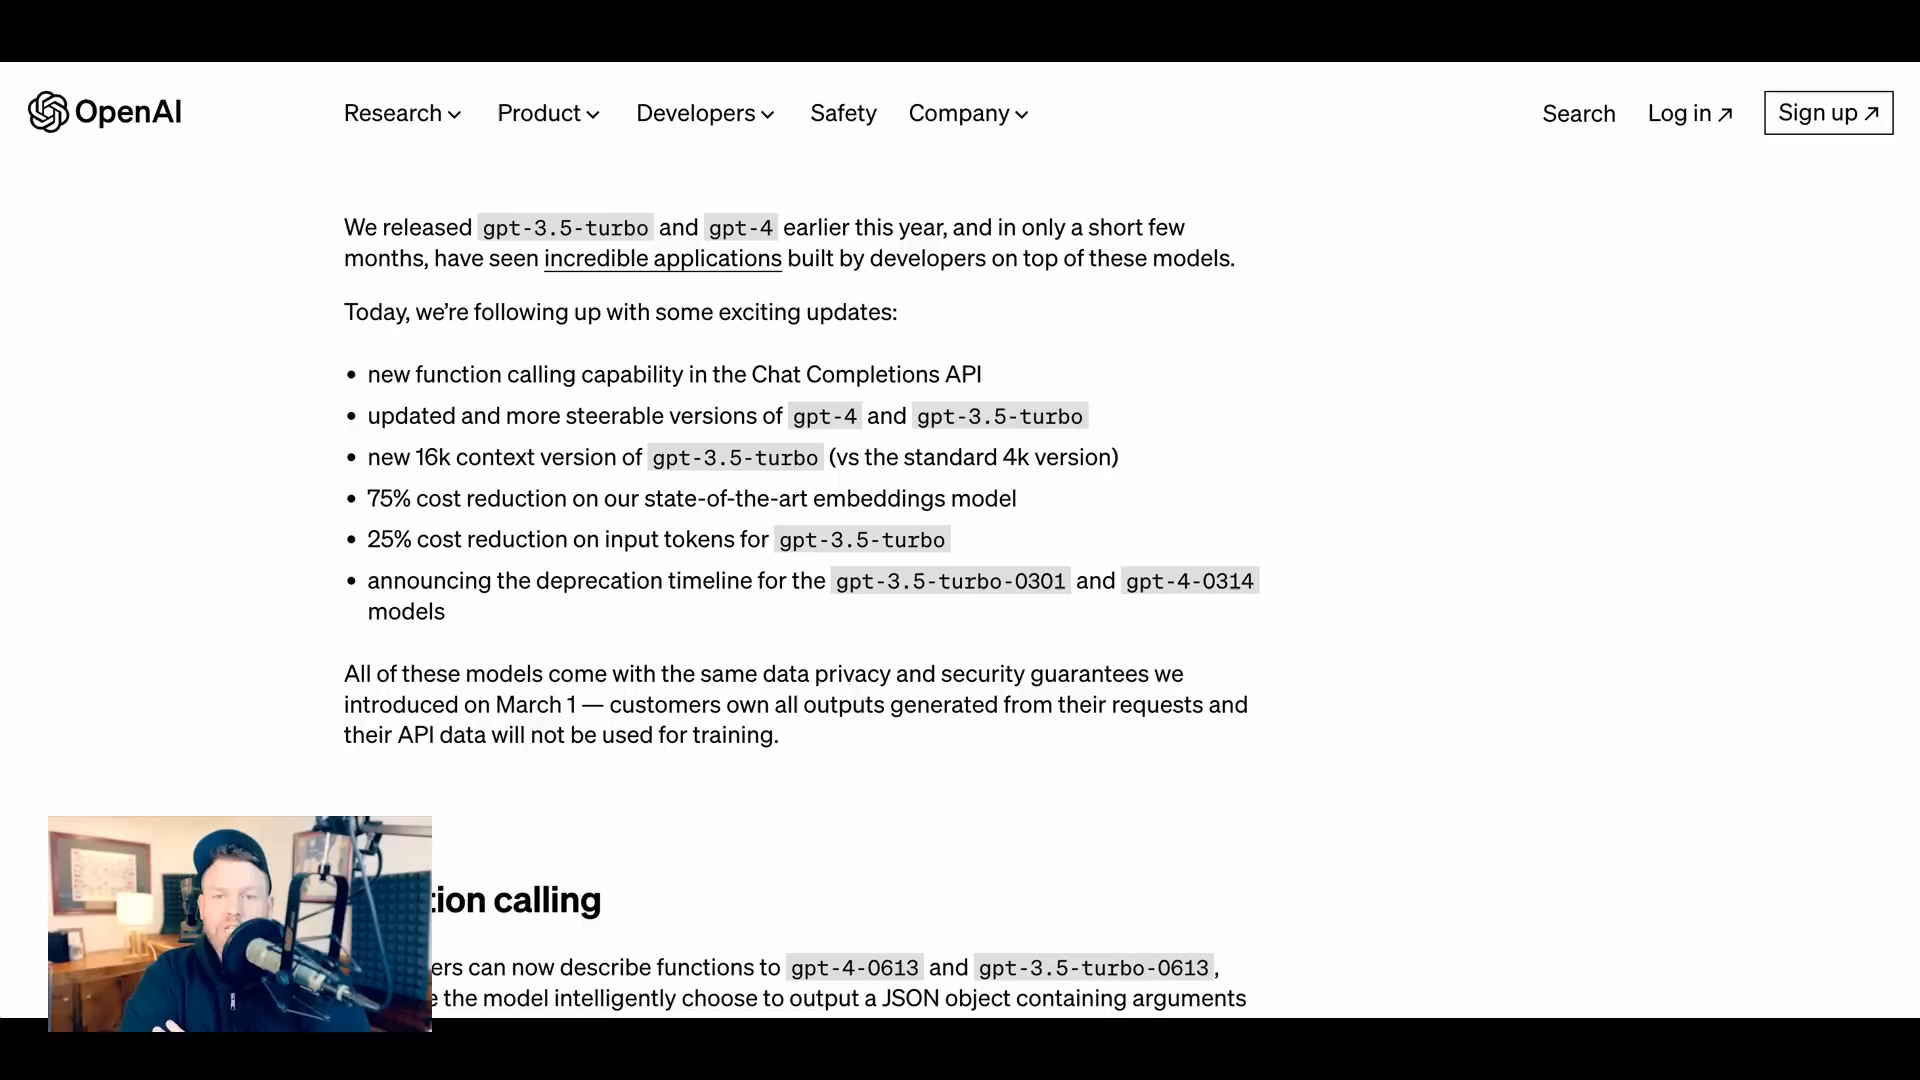 OpenAI
Research
Product
Developers
Safety
Company
Search
Log in ↗
Sign up ↗
We released gpt-3.5-turbo and gpt-4 earlier this year, and in only a short few
months, have seen incredible applications built by developers on top of these models.
Today, we’re following up with some exciting updates:
• new function calling capability in the Chat Completions API
• updated and more steerable versions of gpt-4 and gpt-3.5-turbo
• new 16k context version of gpt-3.5-turbo (vs the standard 4k version)
• 75% cost reduction on our state-of-the-art embeddings model
• 25% cost reduction on input tokens for gpt-3.5-turbo
• announcing the deprecation timeline for the gpt-3.5-turbo-0301 and gpt-4-0314
models
All of these models come with the same data privacy and security guarantees we
introduced on March 1 — customers own all outputs generated from their requests and
their API data will not be used for training.
tion calling
ers can now describe functions to gpt-4-0613 and gpt-3.5-turbo-0613,
the model intelligently choose to output a JSON object containing arguments